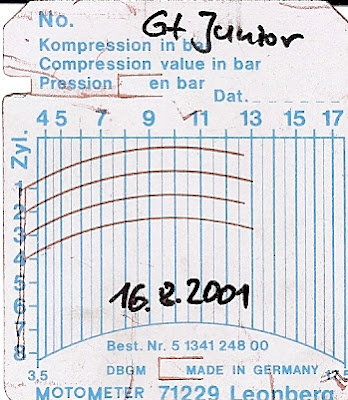 No. Gt Junior
Kompression in bar
Compression value in bar
Pression en bar
Dat.
4 5 7 9 11 13 15 17
Zyl.
1
2
3
4
5
6
7
8
16.8.2001
Best. Nr. 5 1341 248 00
3,5 DBGM MADE IN GERMANY
MOTOMETER 71229 Leonberg